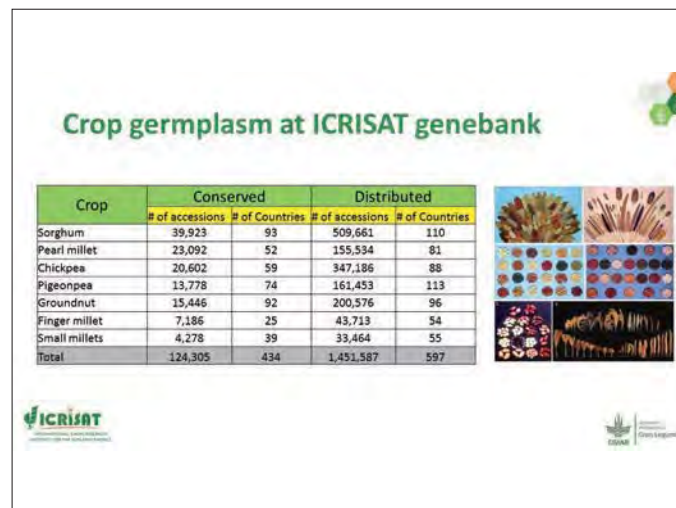 Crop germplasm at ICRISAT genebank
Crop Conserved Distributed
# of accessions # of Countries # of accessions # of Countries
Sorghum 39,923 93 509,661 110
Pearl millet 23,092 52 155,534 81
Chickpea 20,602 59 347,186 88
Pigeonpea 13,778 74 161,453 113
Groundnut 15,446 92 200,576 96
Finger millet 7,186 25 43,713 54
Small millets 4,278 39 33,464 55
Total 124,305 434 1,451,587 597
ICRISAT
CGIAR